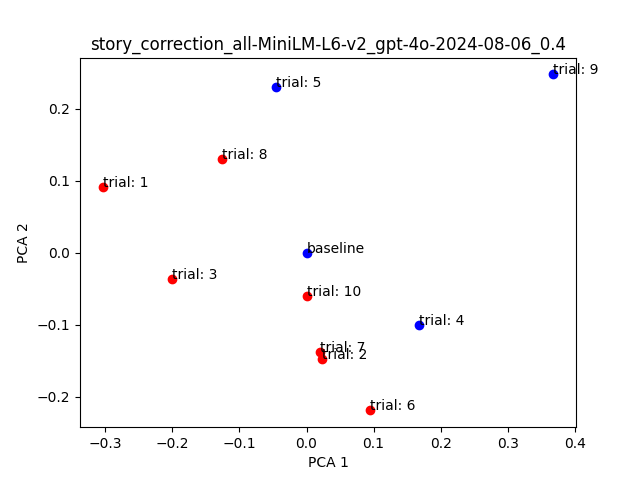 story_correction_all-MiniLM-L6-v2_gpt-4o-2024-08-06_0.4
trial: 9
trial: 5
0.2
trial: 8
trial: 1
0.1
PCA 2
baseline
0.0
trial: 3
trial: 10
trial: 4
−0.1
trial: 7
trial: 2
trial: 6
−0.2
−0.3 −0.2 −0.1 0.0 0.1 0.2 0.3 0.4
PCA 1